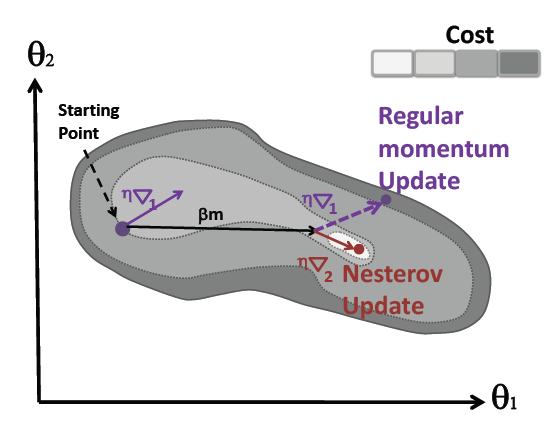 Cost
θ2
Starting
Point
Regular
momentum
Update
η▽1
βm
η▽1
η▽2
Nesterov
Update
θ1